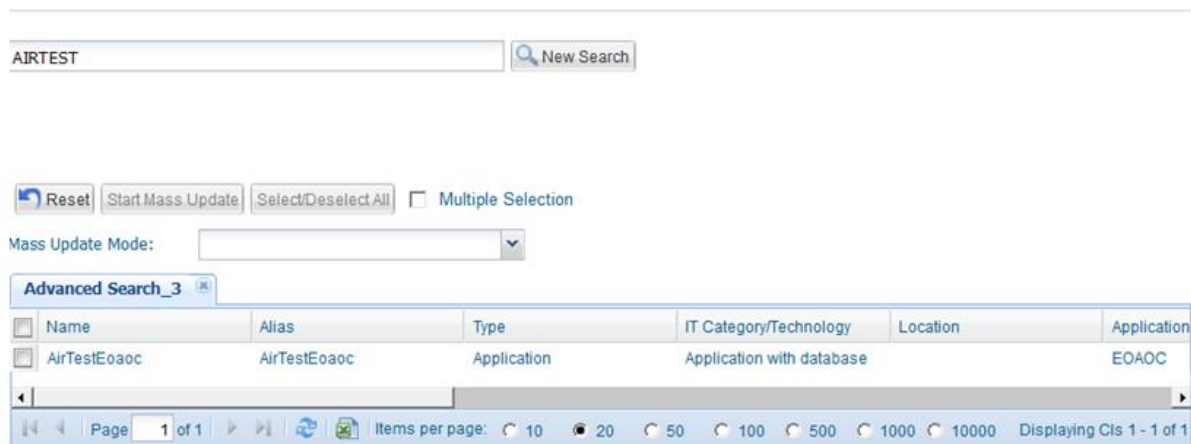 AIRTEST New Search
Reset Start Mass Update Select/Deselect All Multiple Selection
Mass Update Mode:
Advanced Search_3
Name Alias Type IT Category/Technology Location Application
AirTestEoaoc AirTestEoaoc Application Application with database EOAOC
Page 1 of 1 Items per page: 10 20 50 100 500 1000 10000 Displaying CIs 1 - 1 of 1